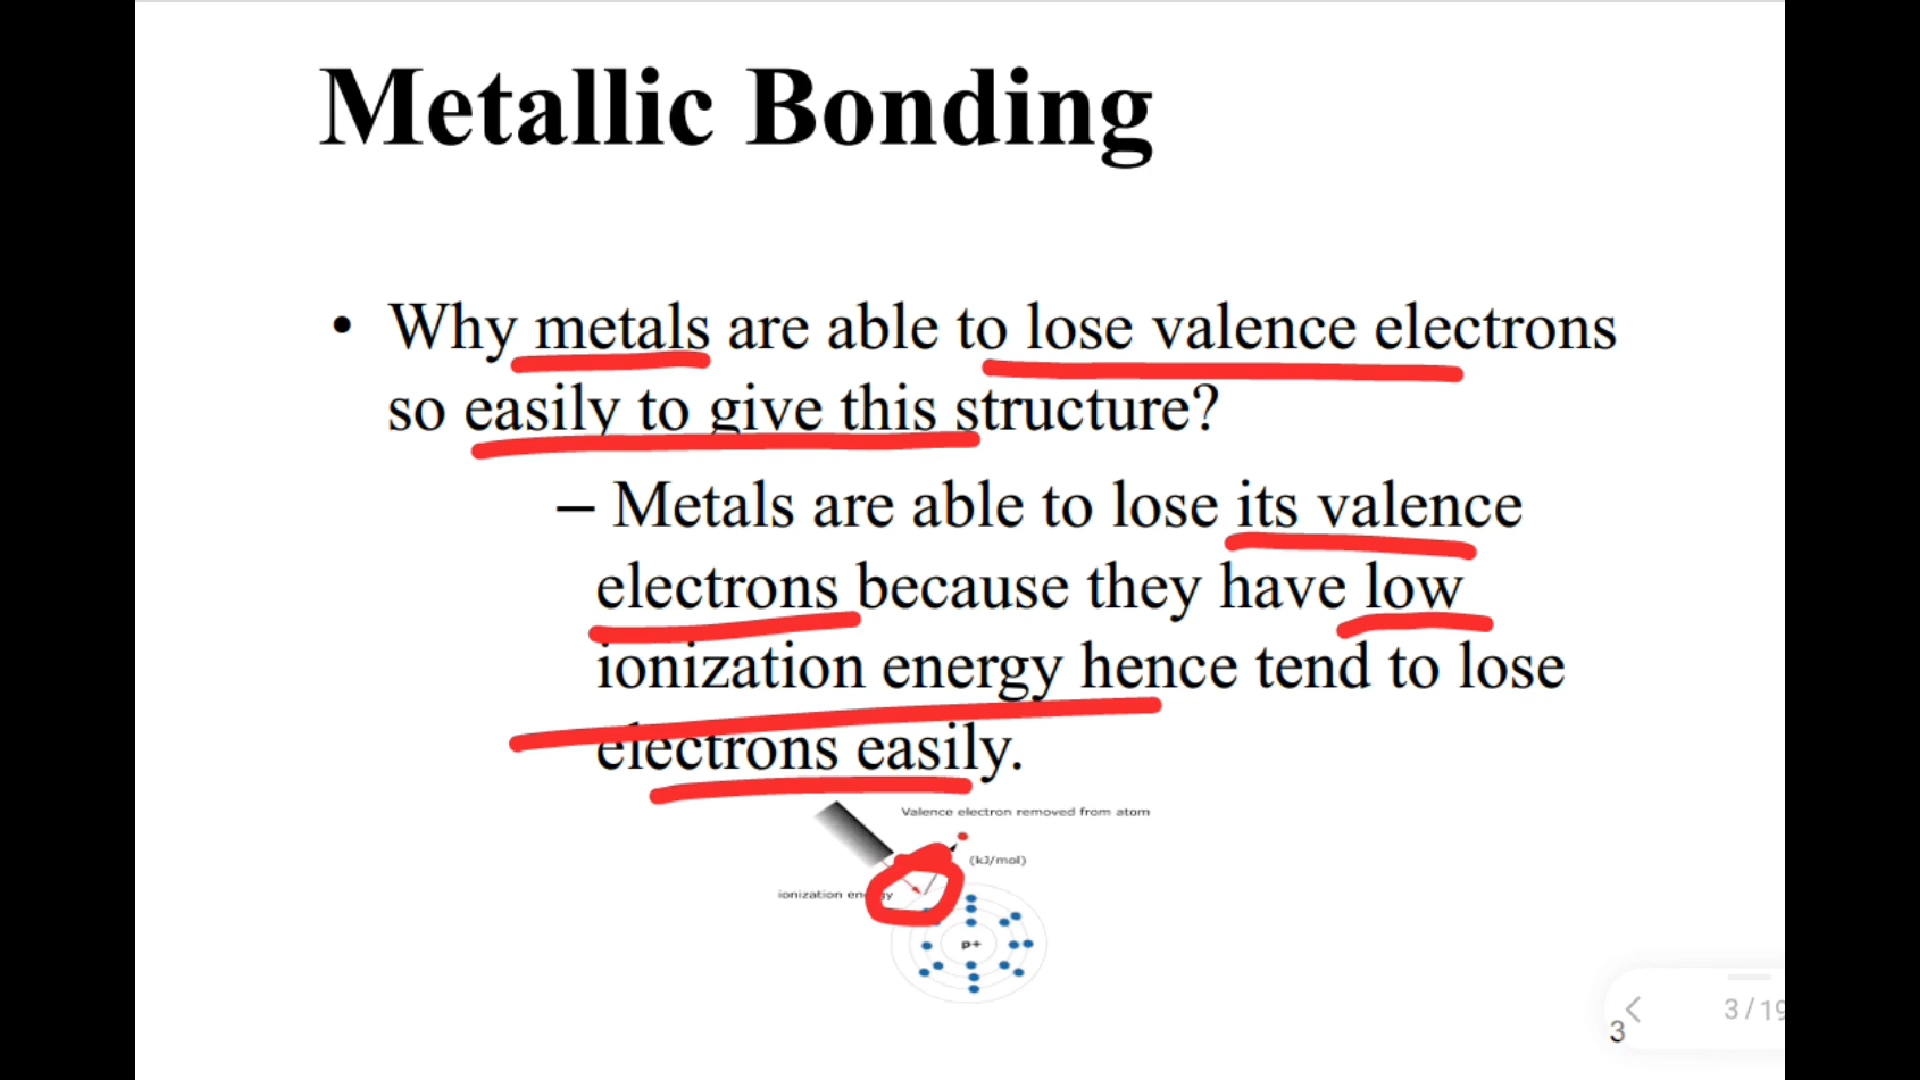 Metallic Bonding
• Why metals are able to lose valence electrons
so easily to give this structure?
– Metals are able to lose its valence
electrons because they have low
ionization energy hence tend to lose
electrons easily.
Valence electron removed from atom
(kJ/mol)
ionization
p+
3 / 19
3